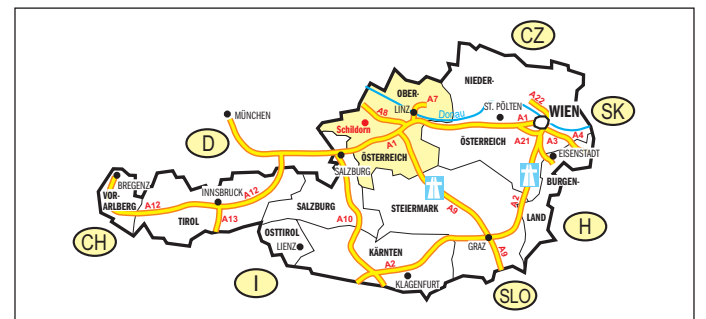 CZ
NIEDER-
OBER-
A7
LINZ
A8
Donau
ST. PÖLTEN
A22
WIEN
SK
MÜNCHEN
Schildorn
A1
A4
D
A1
A21
A3
ÖSTERREICH
ÖSTERREICH
EISENSTADT
SALZBURG
BREGENZ
INNSBRUCK
A12
BURGEN-
VOR-
ARLBERG
A12
SALZBURG
STEIERMARK
A9
A2
LAND
TIROL
A13
A10
H
CH
OSTTIROL
LIENZ
KÄRNTEN
GRAZ
A9
A2
I
KLAGENFURT
SLO